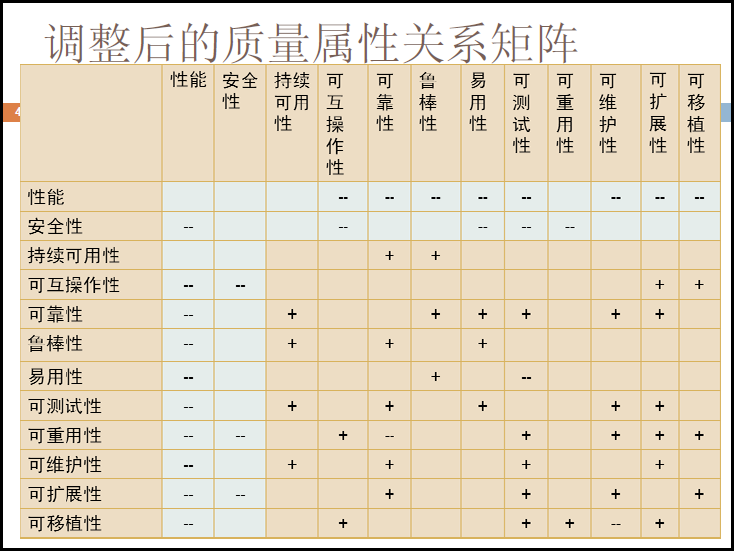 调整后的质量属性关系矩阵
4
性能 安全性 持续可用性 可互操作性 可靠性 鲁棒性 易用性 可测试性 可重用性 可维护性 可扩展性 可移植性
性能 -- -- -- -- -- -- -- --
安全性 -- -- -- -- --
持续可用性 + +
可互操作性 -- -- + +
可靠性 -- + + + + + +
鲁棒性 -- + + +
易用性 -- + --
可测试性 -- + + + + +
可重用性 -- -- + -- + + + +
可维护性 -- + + + +
可扩展性 -- -- + + + +
可移植性 -- + + + -- +